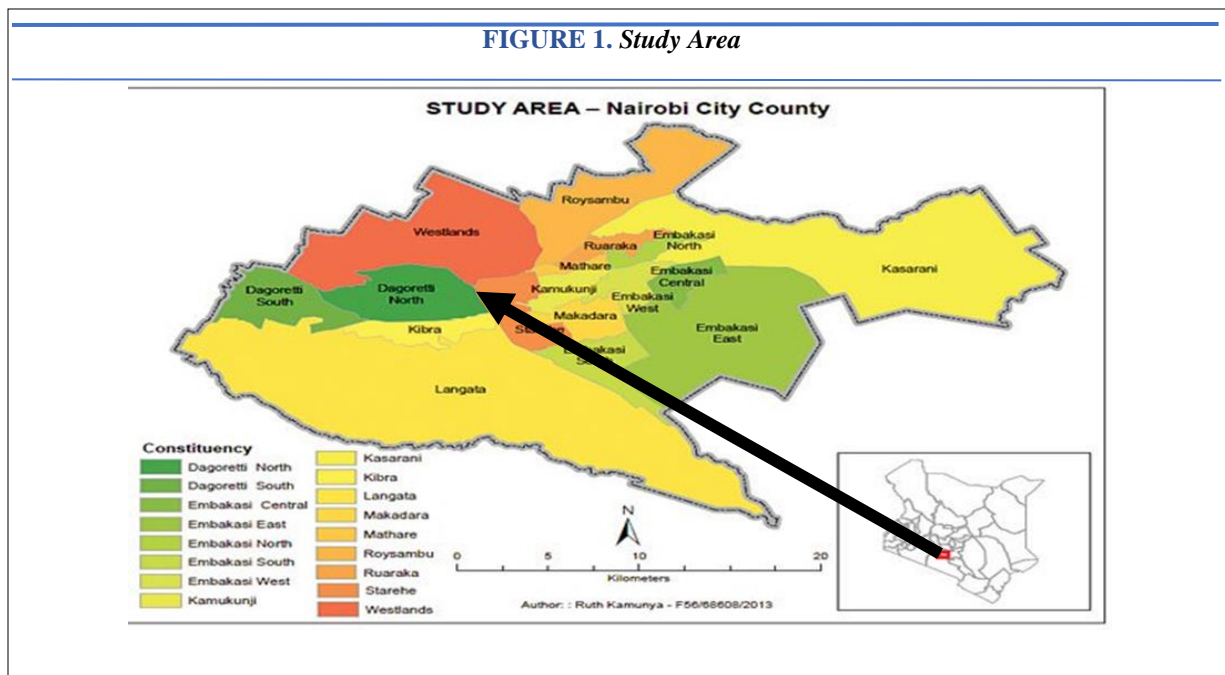 FIGURE 1. Study Area
STUDY AREA – Nairobi City County
Roysambu
Westlands
Ruaraka
Embakasi
North
Mathare
Kasarani
Dagoretti
South
Dagoretti
North
Kamukunji
Embakasi
Central
Embakasi
West
Makadara
Kibra
Embakasi
East
Langata
Constituency
Dagoretti North
Dagoretti South
Embakasi Central
Embakasi East
Embakasi North
Embakasi South
Embakasi West
Kamukunji
Kasarani
Kibra
Langata
Makadara
Mathare
Roysambu
Ruaraka
Starehe
Westlands
N
0 5 10 20
Kilometers
Author: : Ruth Kamunya - F56/68608/2013